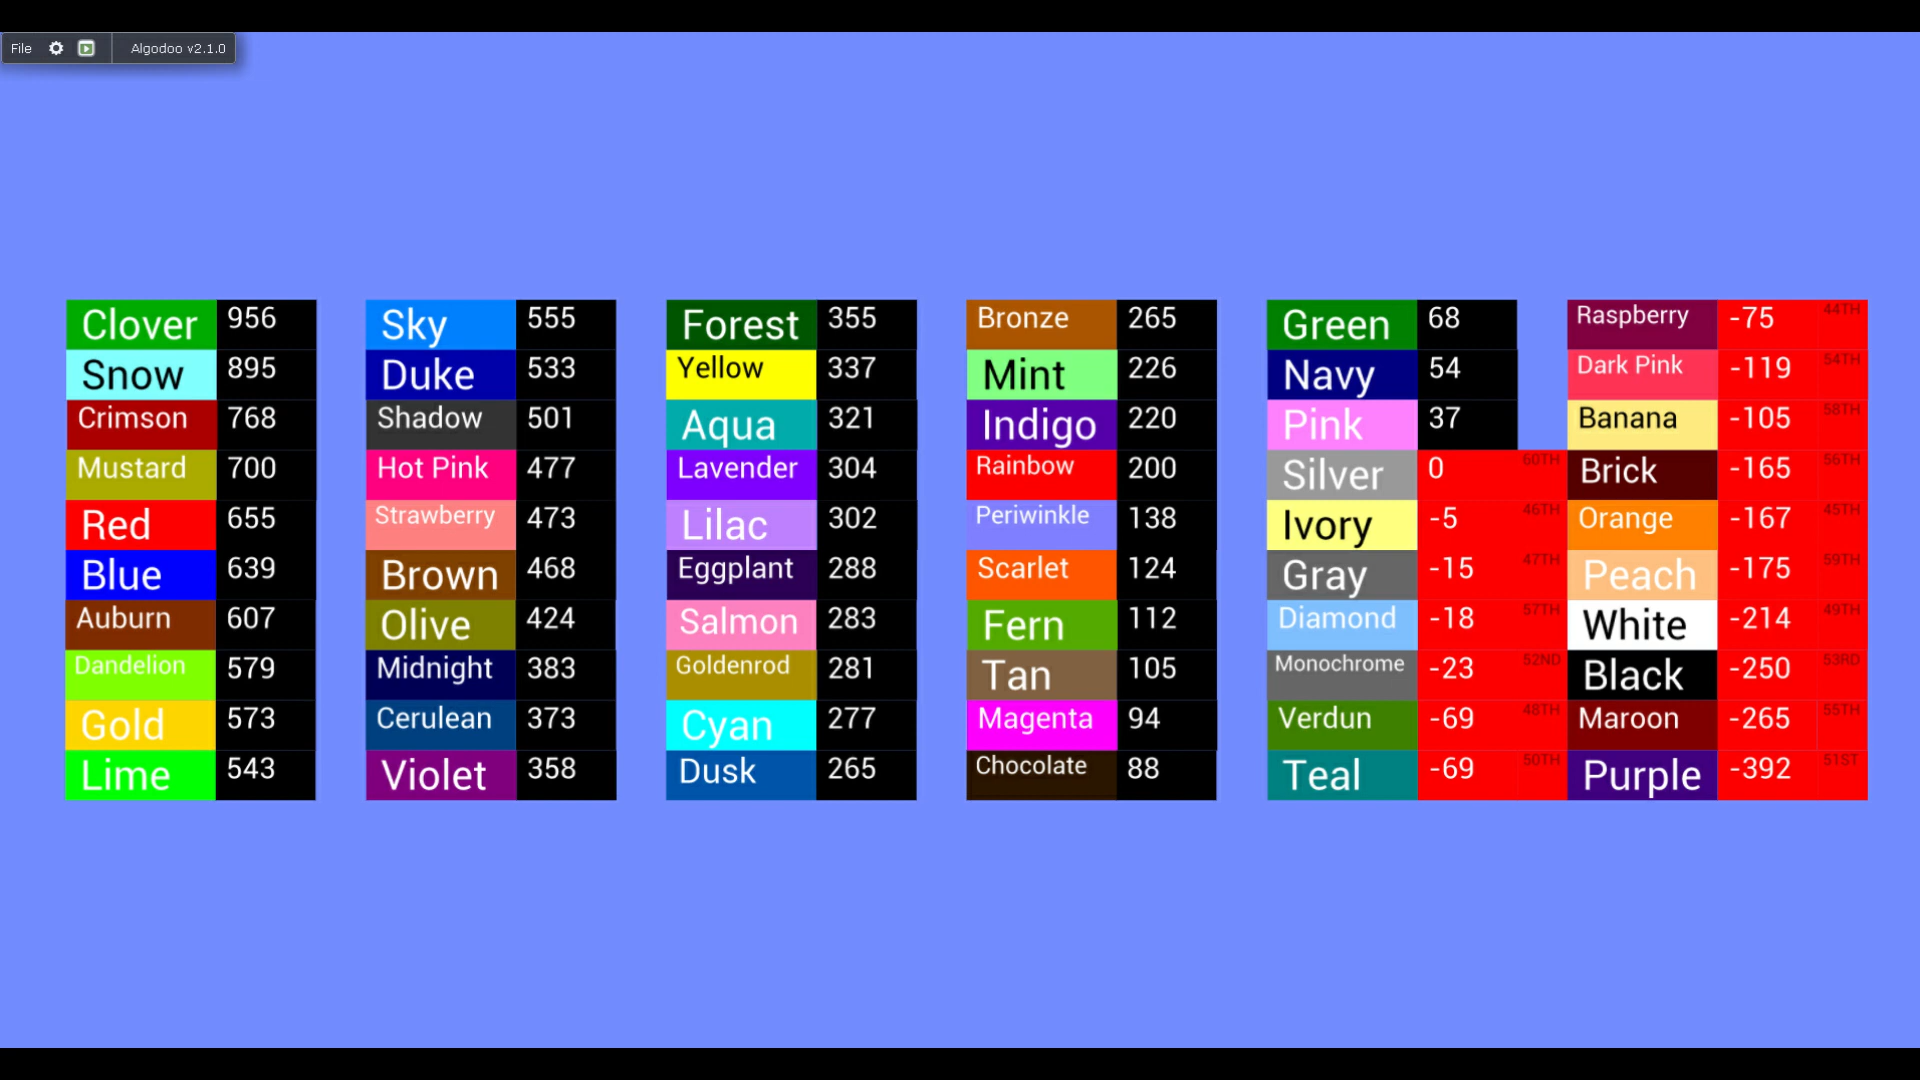 File Algodoo v2.1.0
Clover 956
Snow 895
Crimson 768
Mustard 700
Red 655
Blue 639
Auburn 607
Dandelion 579
Gold 573
Lime 543
Sky 555
Duke 533
Shadow 501
Hot Pink 477
Strawberry 473
Brown 468
Olive 424
Midnight 383
Cerulean 373
Violet 358
Forest 355
Yellow 337
Aqua 321
Lavender 304
Lilac 302
Eggplant 288
Salmon 283
Goldenrod 281
Cyan 277
Dusk 265
Bronze 265
Mint 226
Indigo 220
Rainbow 200
Periwinkle 138
Scarlet 124
Fern 112
Tan 105
Magenta 94
Chocolate 88
Green 68
Navy 54
Pink 37
Silver 0 60TH
Ivory -5 46TH
Gray -15 47TH
Diamond -18 57TH
Monochrome -23 52ND
Verdun -69 48TH
Teal -69 50TH
Raspberry -75 44TH
Dark Pink -119 54TH
Banana -105 58TH
Brick -165 56TH
Orange -167 45TH
Peach -175 59TH
White -214 49TH
Black -250 53RD
Maroon -265 55TH
Purple -392 51ST